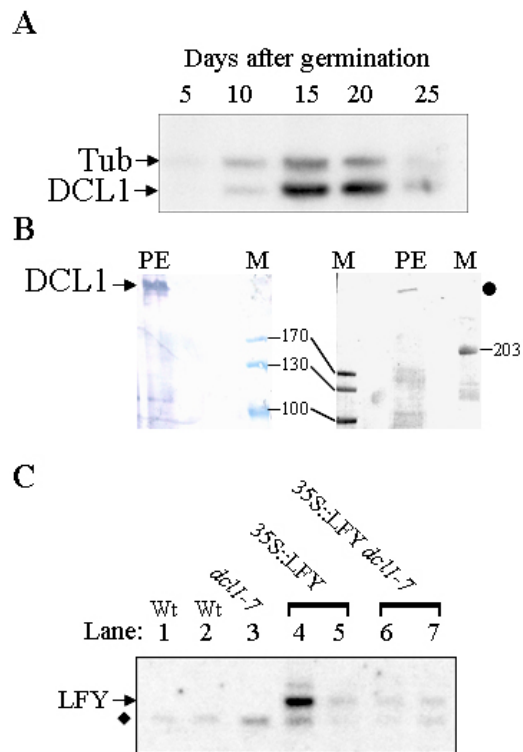 A
Days after germination
5 10 15 20 25
Tub
DCL1
B
PE M M PE M
DCL1
170
130
100
203
C
35S::LFY dcl1-7
35S::LFY
dcl1-7
Wt Wt
Lane: 1 2 3 4 5 6 7
LFY